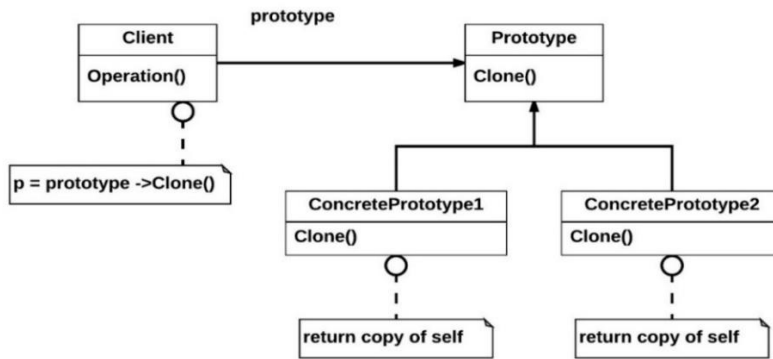 prototype
Client
Operation()
p = prototype ->Clone()
Prototype
Clone()
ConcretePrototype1
Clone()
return copy of self
ConcretePrototype2
Clone()
return copy of self